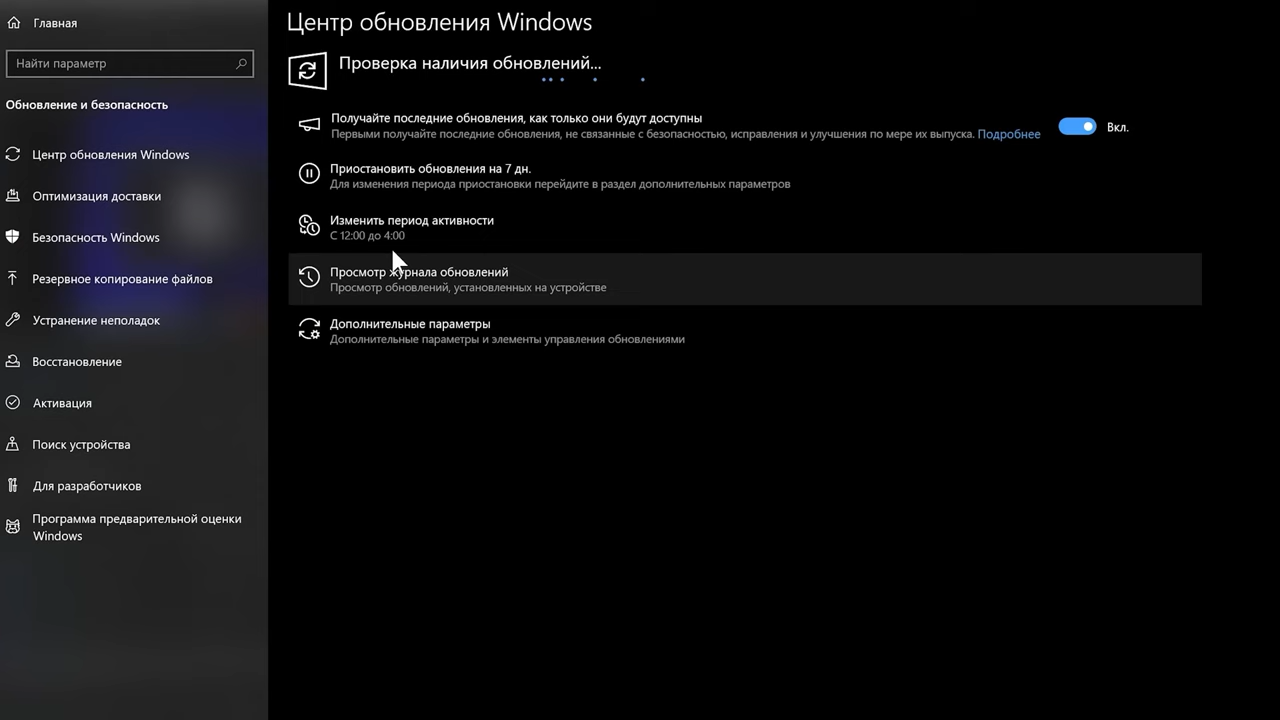 Главная
Найти параметр
Обновление и безопасность
Центр обновления Windows
Оптимизация доставки
Безопасность Windows
Резервное копирование файлов
Устранение неполадок
Восстановление
Активация
Поиск устройства
Для разработчиков
Программа предварительной оценки
Windows
Центр обновления Windows
Проверка наличия обновлений...
Получайте последние обновления, как только они будут доступны
Первыми получайте последние обновления, не связанные с безопасностью, исправления и улучшения по мере их выпуска. Подробнее
Вкл.
Приостановить обновления на 7 дн.
Для изменения периода приостановки перейдите в раздел дополнительных параметров
Изменить период активности
С 12:00 до 4:00
Просмотр журнала обновлений
Просмотр обновлений, установленных на устройстве
Дополнительные параметры
Дополнительные параметры и элементы управления обновлениями